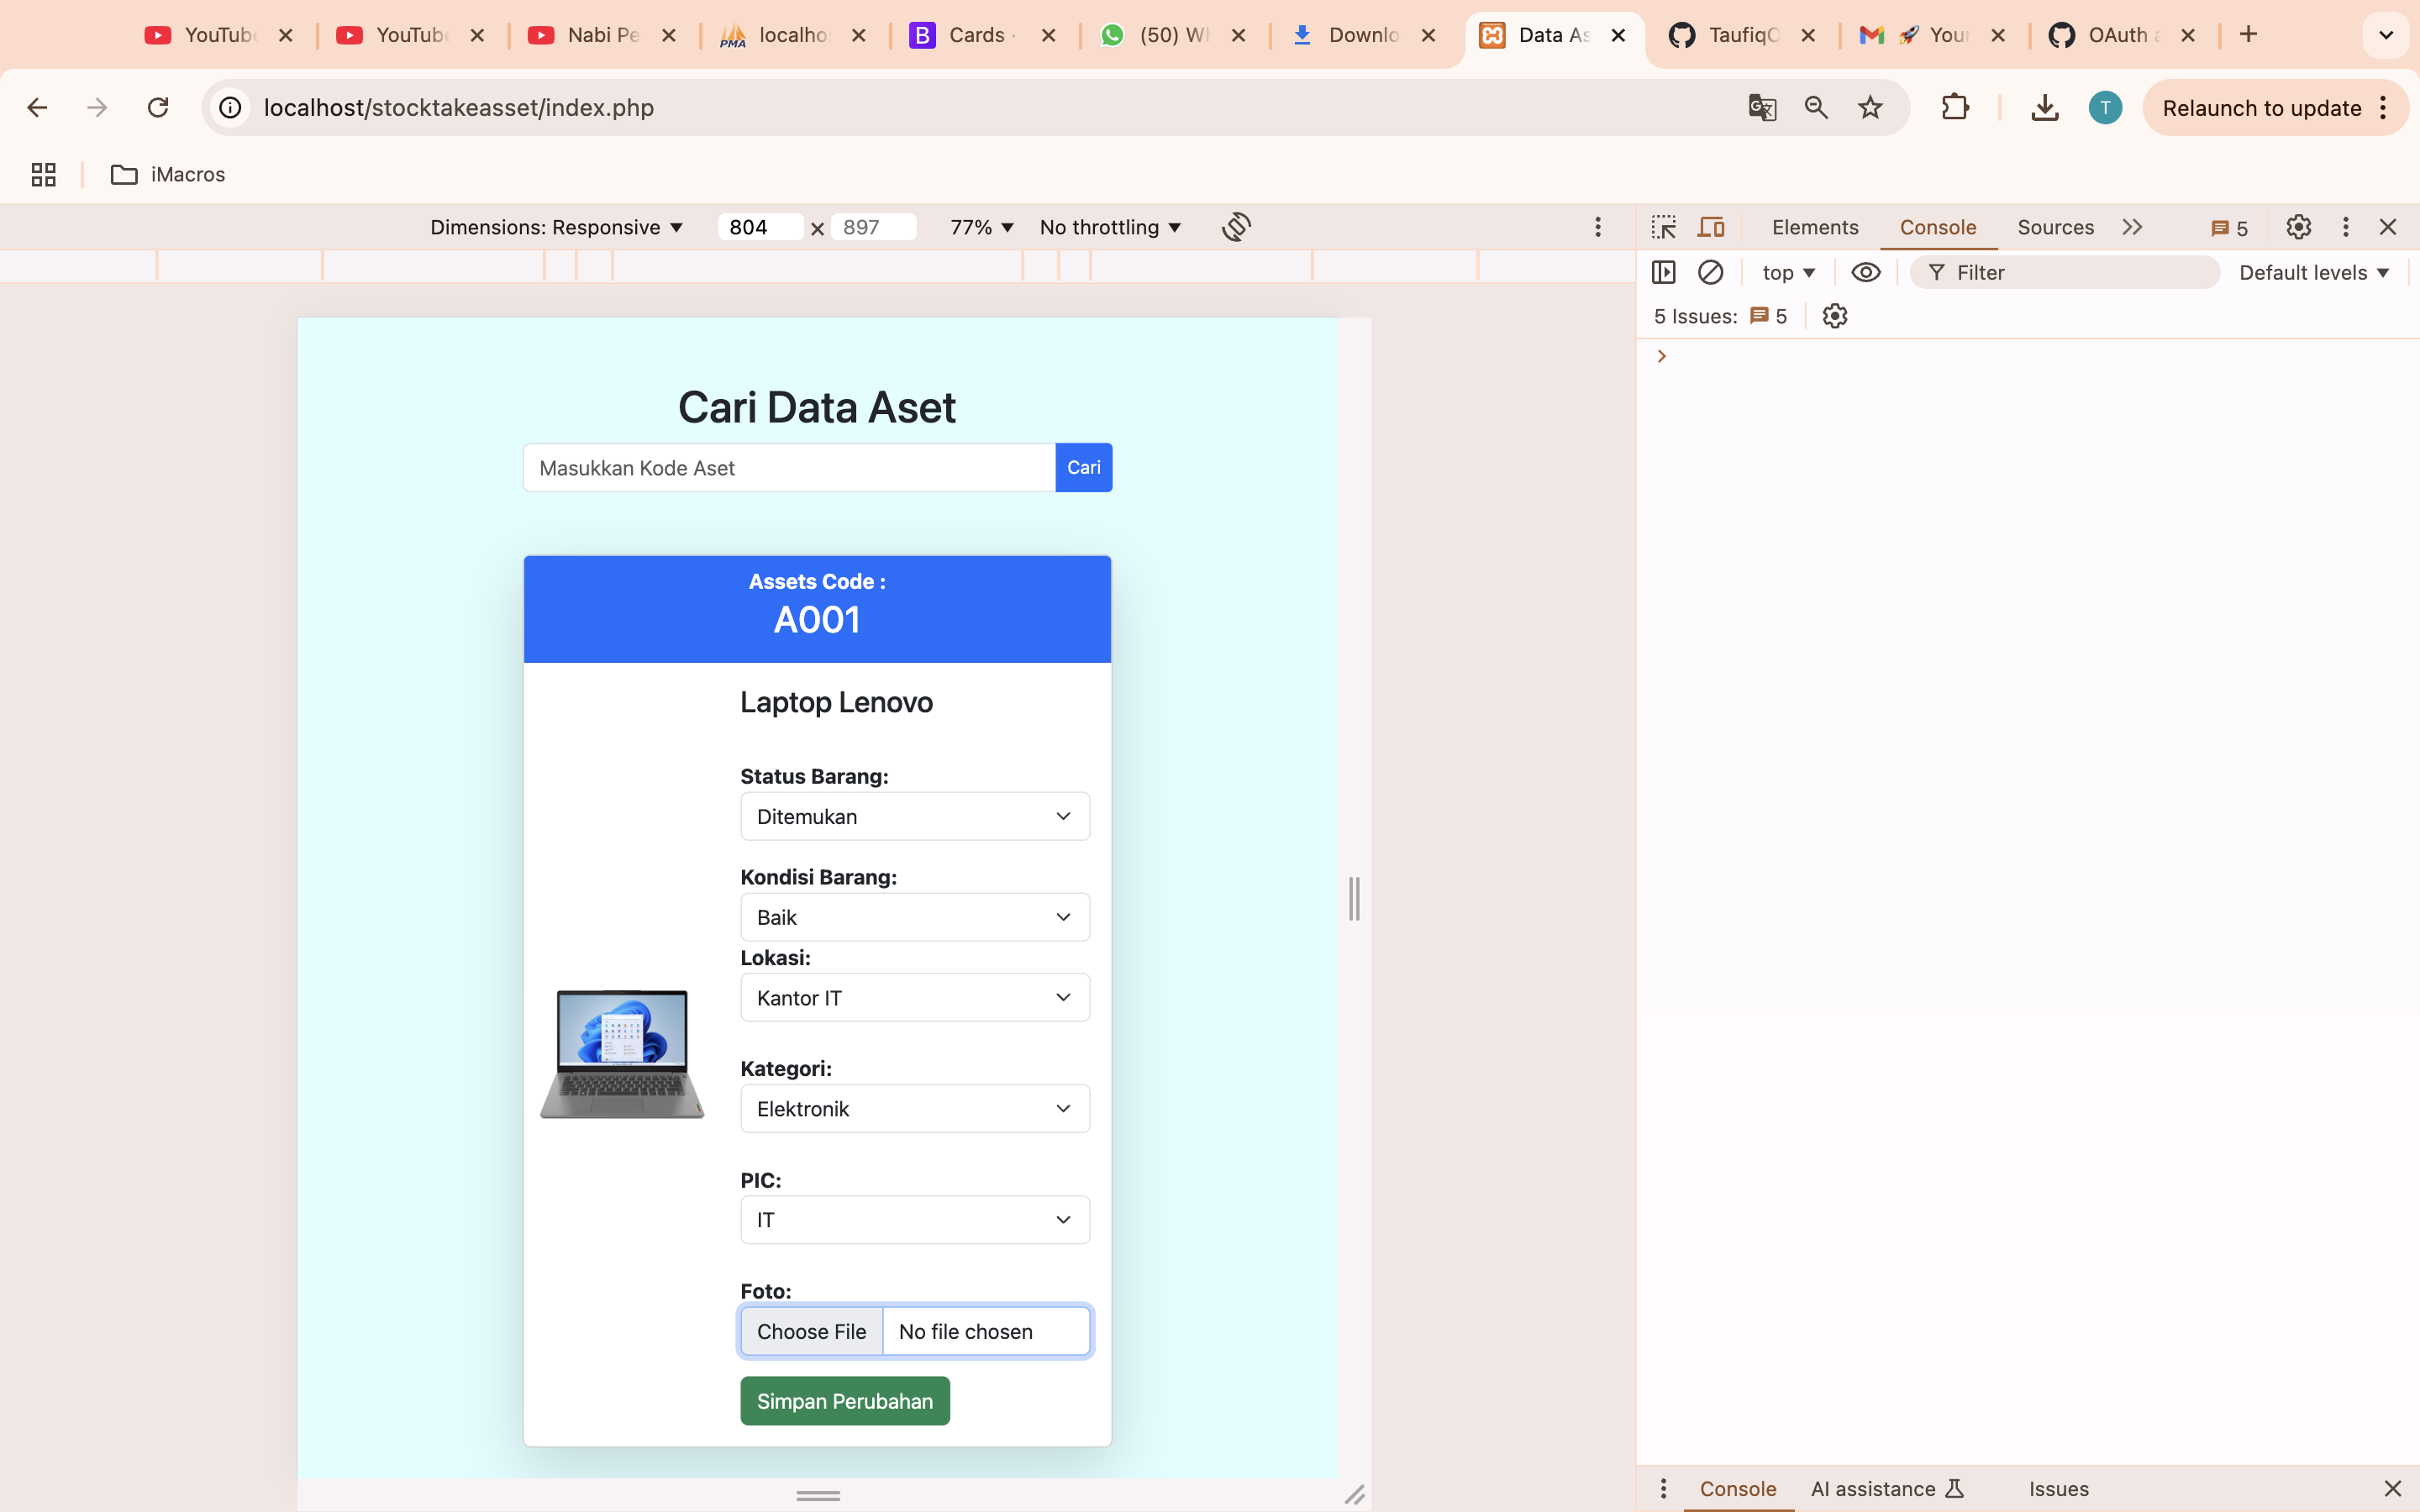 YouTube YouTube Nabi Pe localhos Cards · (50) Wh Downlo Data As TaufiqO 🚀 Your OAuth a
localhost/stocktakeasset/index.php
Relaunch to update
iMacros
Dimensions: Responsive 804 × 897 77% No throttling
Elements Console Sources 5
top Filter Default levels
5 Issues: 5
Cari Data Aset
Masukkan Kode Aset Cari
Assets Code :
A001
Laptop Lenovo
Status Barang:
Ditemukan
Kondisi Barang:
Baik
Lokasi:
Kantor IT
Kategori:
Elektronik
PIC:
IT
Foto:
Choose File No file chosen
Simpan Perubahan
Console AI assistance Issues